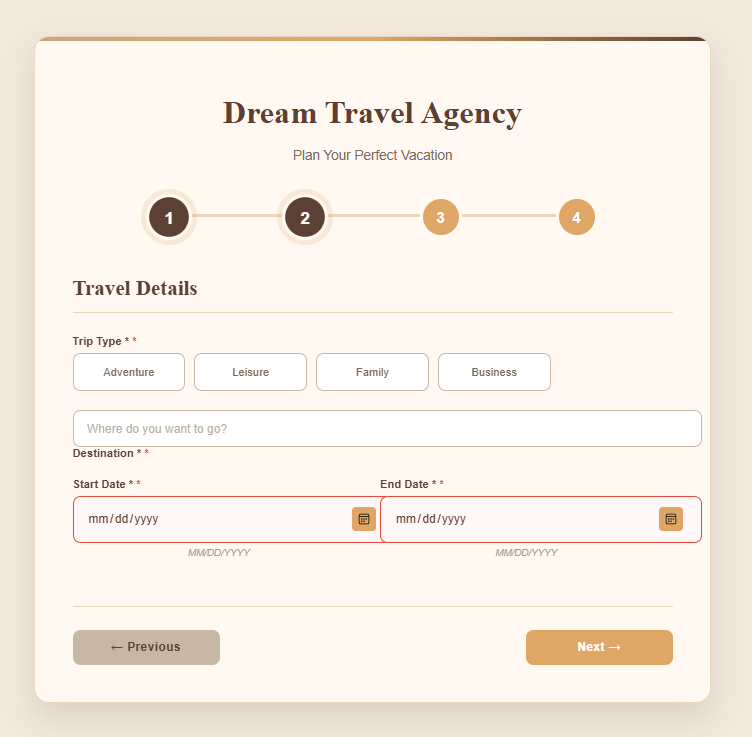 Dream Travel Agency
Plan Your Perfect Vacation
1 2 3 4
Travel Details
Trip Type * *
Adventure Leisure Family Business
Where do you want to go?
Destination * *
Start Date * * End Date * *
mm/dd/yyyy mm/dd/yyyy
MM/DD/YYYY MM/DD/YYYY
← Previous Next →